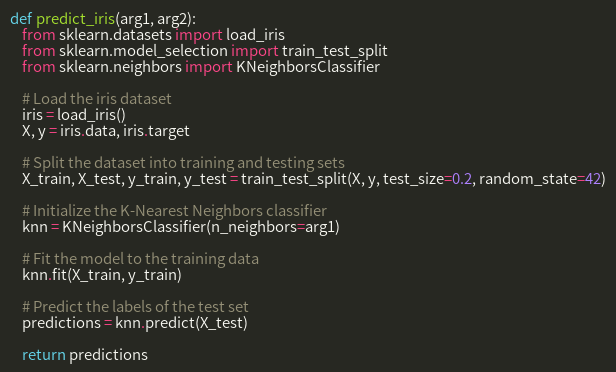 def predict_iris(arg1, arg2):
    from sklearn.datasets import load_iris
    from sklearn.model_selection import train_test_split
    from sklearn.neighbors import KNeighborsClassifier

    # Load the iris dataset
    iris = load_iris()
    X, y = iris.data, iris.target

    # Split the dataset into training and testing sets
    X_train, X_test, y_train, y_test = train_test_split(X, y, test_size=0.2, random_state=42)

    # Initialize the K-Nearest Neighbors classifier
    knn = KNeighborsClassifier(n_neighbors=arg1)

    # Fit the model to the training data
    knn.fit(X_train, y_train)

    # Predict the labels of the test set
    predictions = knn.predict(X_test)

    return predictions